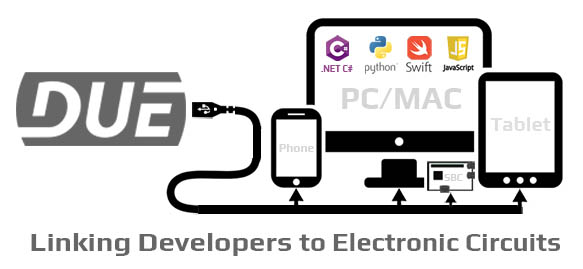 DUE
.NET C#
python
Swift
JS
JavaScript
PC/MAC
Phone
SBC
Tablet
Linking Developers to Electronic Circuits